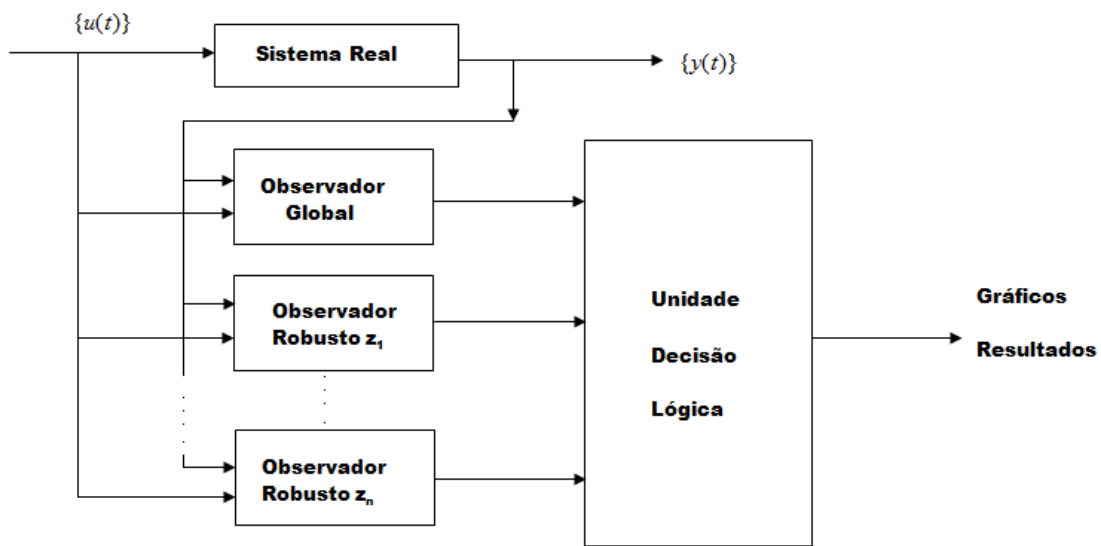 {u(t)}
Sistema Real
{y(t)}
Observador
Global
Observador
Robusto z₁
Observador
Robusto zₙ
Unidade
Decisão
Lógica
Gráficos
Resultados